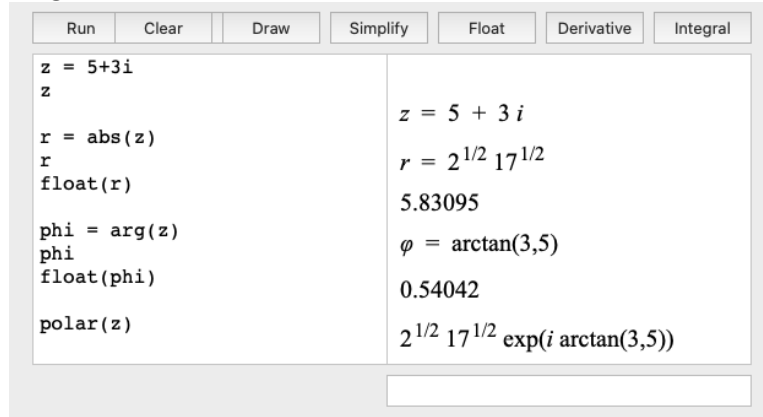 Run Clear Draw Simplify Float Derivative Integral
z = 5+3i
z
r = abs(z)
r
float(r)
phi = arg(z)
phi
float(phi)
polar(z)
z = 5 + 3 i
r = 2^1/2 17^1/2
5.83095
φ = arctan(3,5)
0.54042
2^1/2 17^1/2 exp(i arctan(3,5))